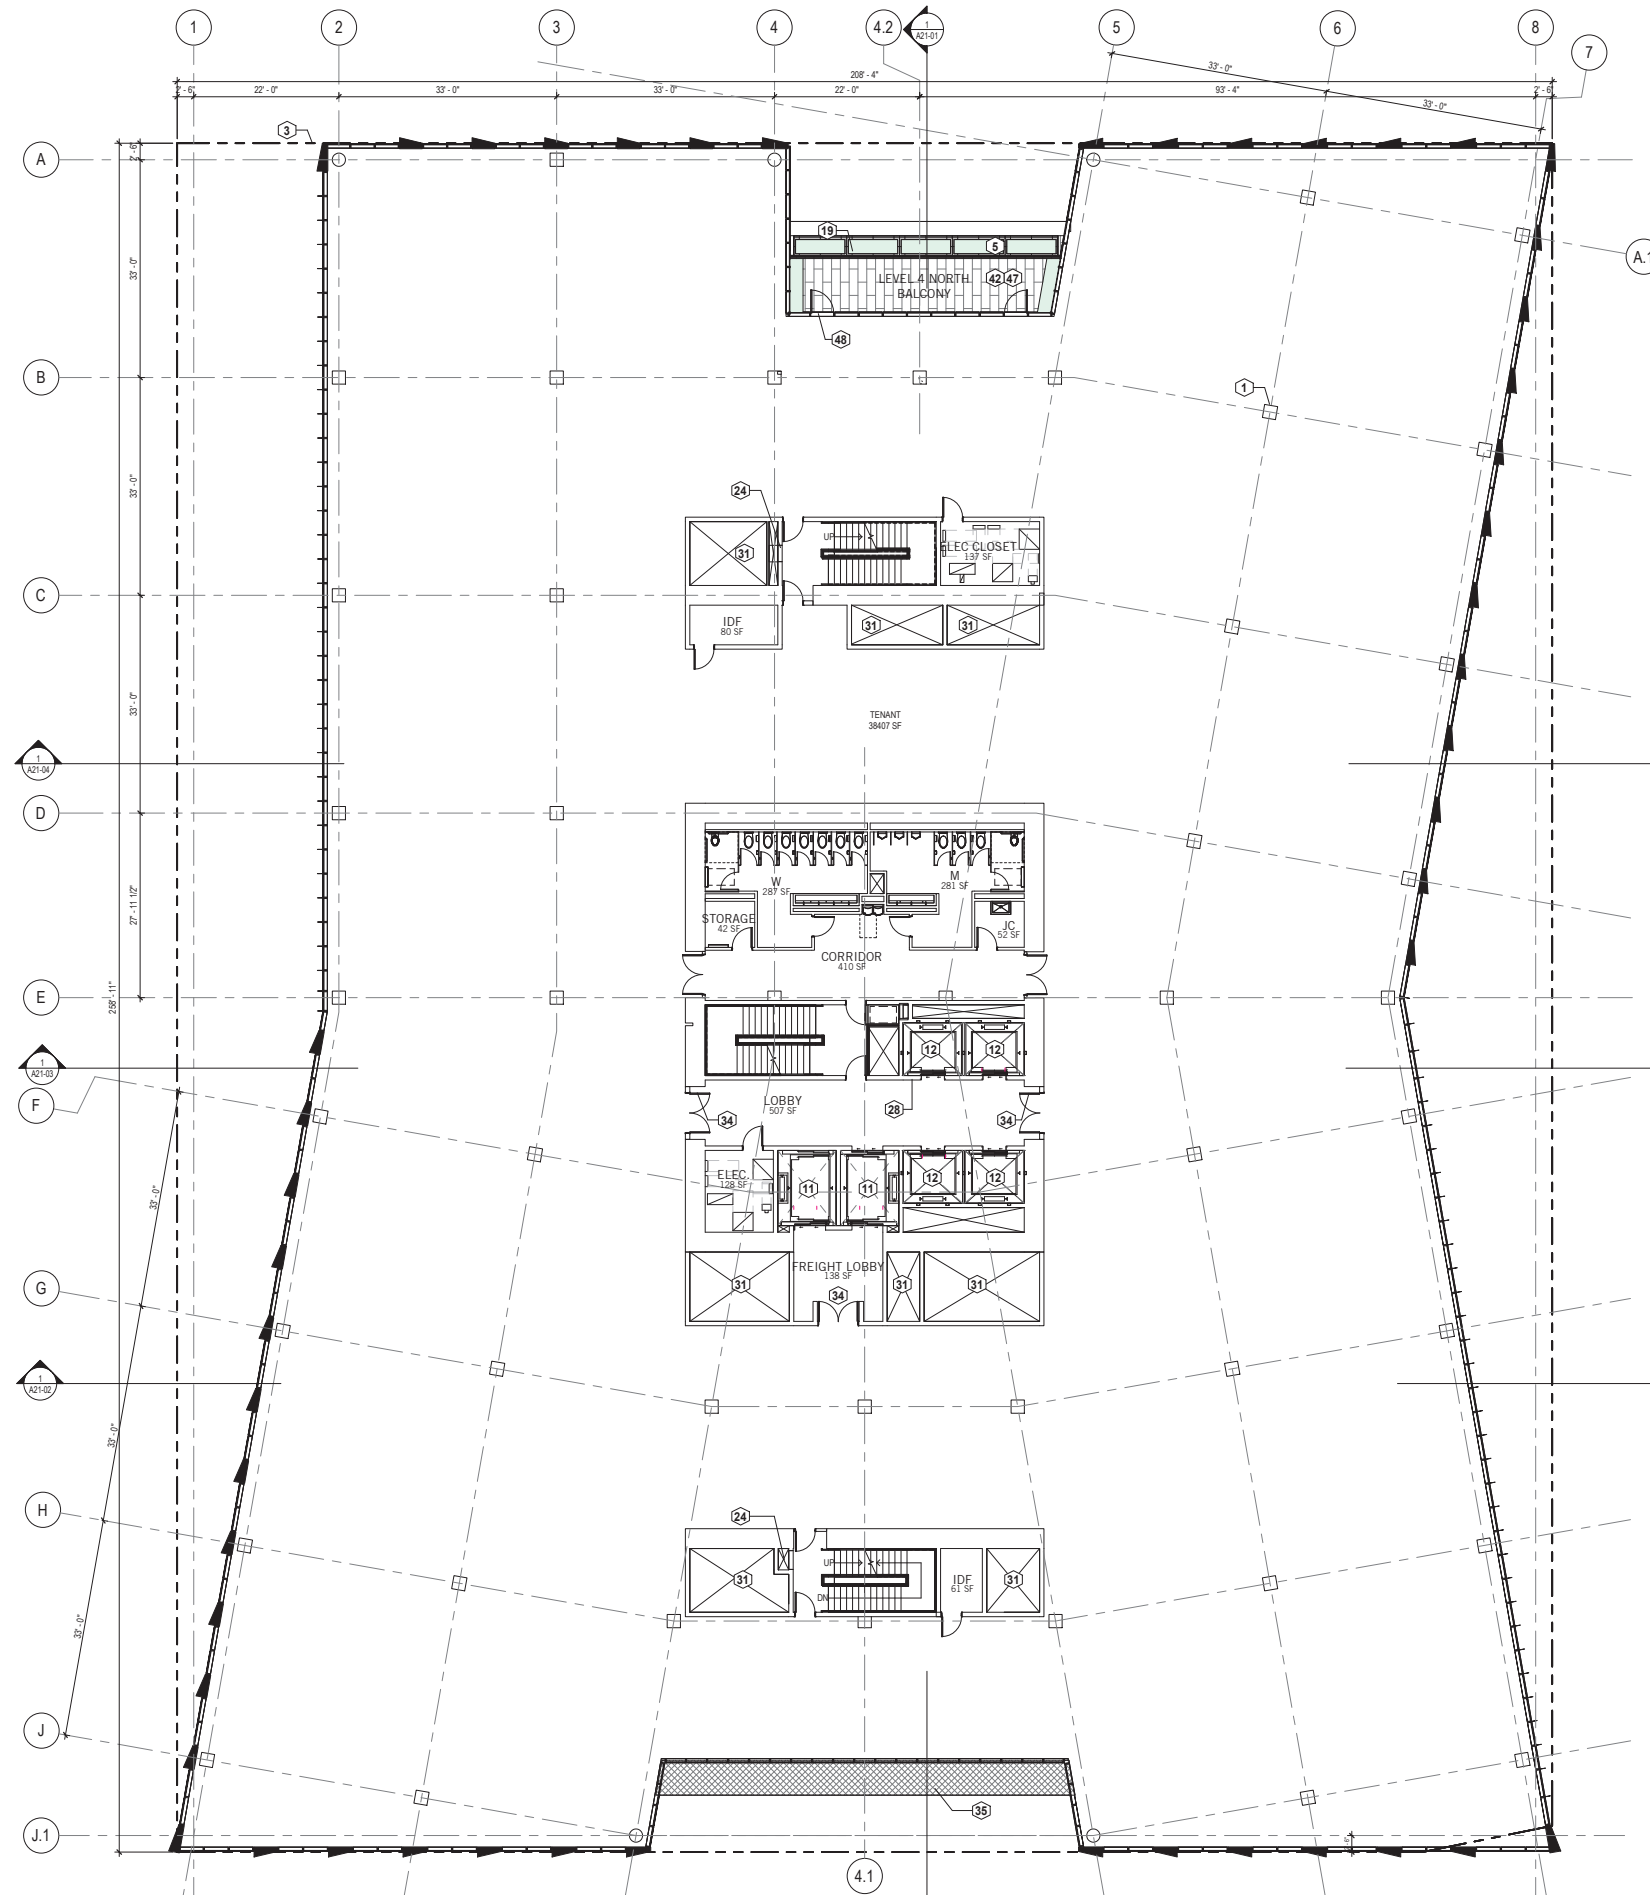 1
2
3
4
4.2
1
A21-01
5
6
8
7
33' - 0"
208' - 4"
2' - 6"
22' - 0"
33' - 0"
33' - 0"
22' - 0"
93' - 4"
33' - 0"
2' - 6"
3
A
2' - 6"
19
5
A.1
33' - 0"
LEVEL 4 NORTH
BALCONY
42
47
48
B
1
33' - 0"
24
UP
31
ELEC CLOSET
137 SF
C
IDF
80 SF
31
31
33' - 0"
TENANT
38407 SF
1
A21-04
D
27' - 11 1/2"
W
287 SF
M
281 SF
STORAGE
42 SF
JC
52 SF
CORRIDOR
410 SF
E
258' - 11"
12
12
1
A21-03
F
LOBBY
507 SF
34
28
34
ELEC.
128 SF
11
11
12
12
33' - 0"
G
FREIGHT LOBBY
138 SF
31
31
31
34
1
A21-02
33' - 0"
H
24
UP
31
IDF
61 SF
31
DN
33' - 0"
J
35
J.1
4.1